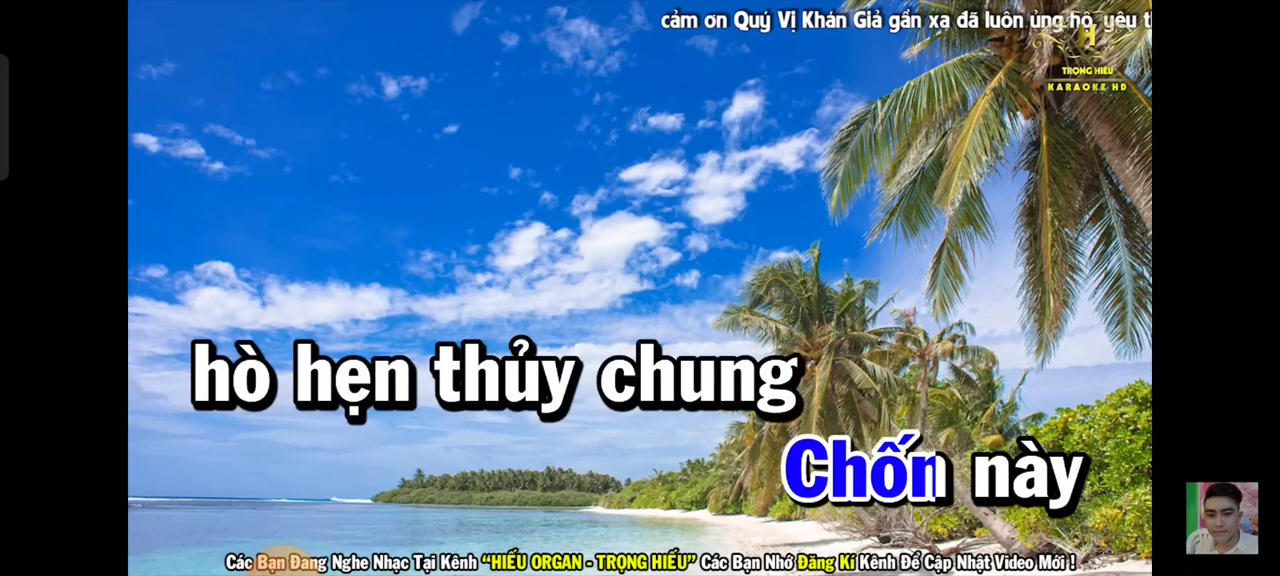 cảm ơn Quý Vị Khán Giả gần xa đã luôn ủng hộ, yêu t
H
TRỌNG HIẾU
KARAOKE HD
hò hẹn thủy chung
Chốn này
Các Bạn Đang Nghe Nhạc Tại Kênh “HIẾU ORGAN - TRỌNG HIẾU” Các Bạn Nhớ Đăng Kí Kênh Để Cập Nhật Video Mới !